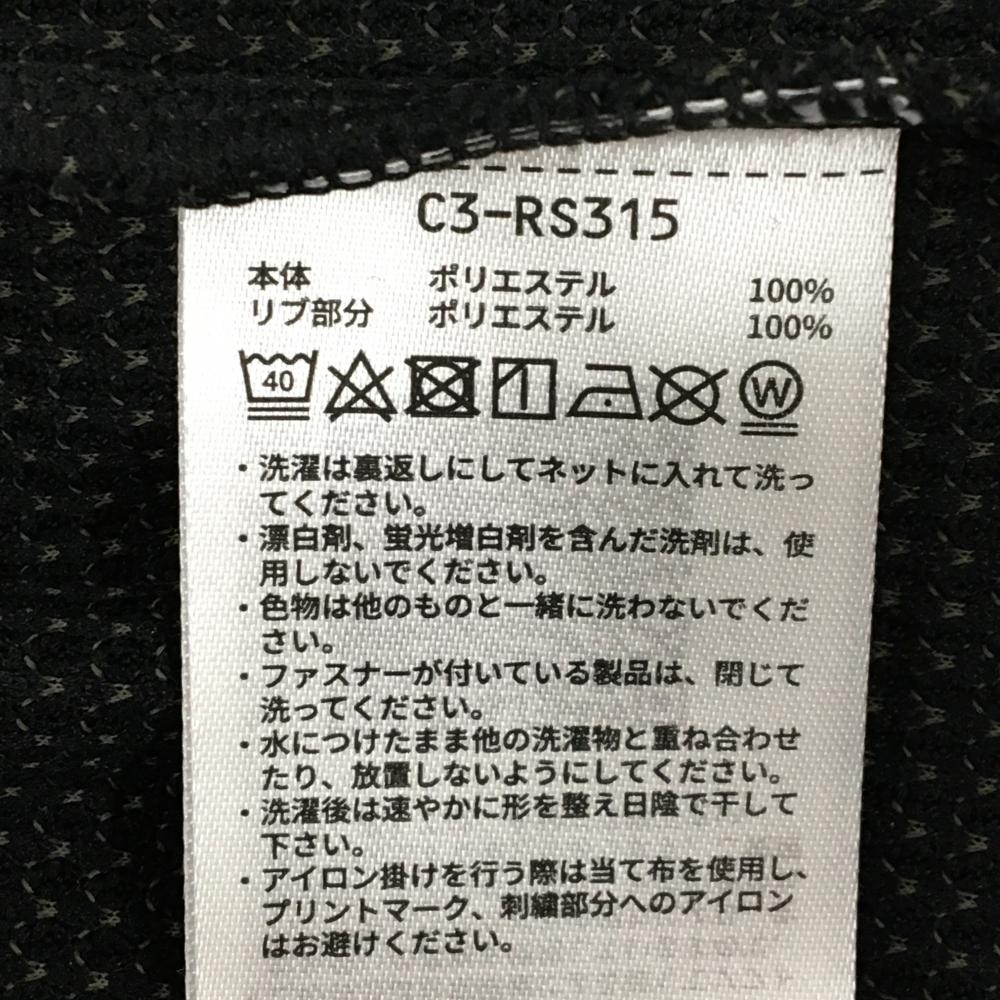 C3-RS315
本体 ポリエステル 100%
リブ部分 ポリエステル 100%
40 W
・洗濯は裏返しにしてネットに入れて洗っ
てください。
・漂白剤、蛍光増白剤を含んだ洗剤は、使
用しないでください。
・色物は他のものと一緒に洗わないでくだ
さい。
・ファスナーが付いている製品は、閉じて
洗ってください。
・水につけたまま他の洗濯物と重ね合わせ
たり、放置しないようにしてください。
・洗濯後は速やかに形を整え日陰で干して
下さい。
・アイロン掛けを行う際は当て布を使用し、
プリントマーク、刺繍部分へのアイロン
はお避けください。